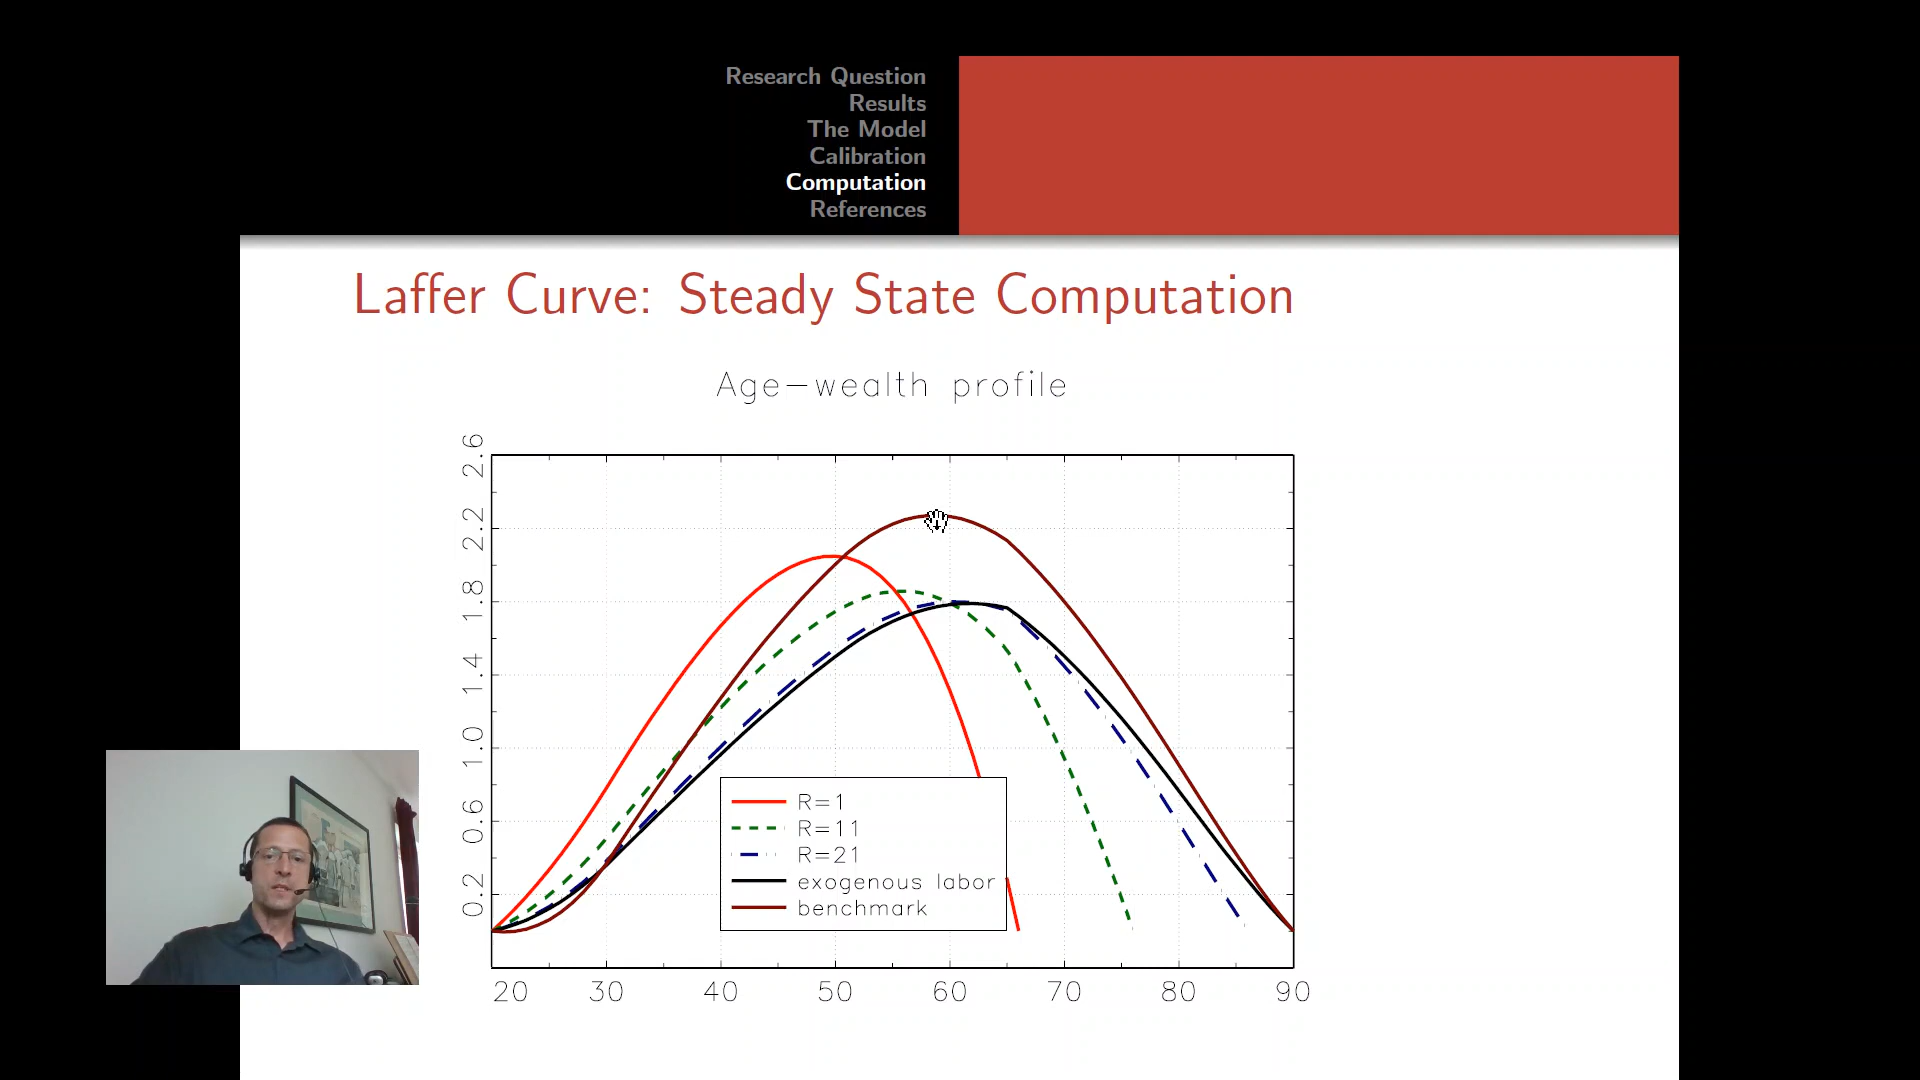 Research Question
Results
The Model
Calibration
Computation
References
Laffer Curve: Steady State Computation
Age-wealth profile
2.6
2.2
1.8
1.4
1.0
0.6
0.2
R=1
R=11
R=21
exogenous labor
benchmark
20 30 40 50 60 70 80 90